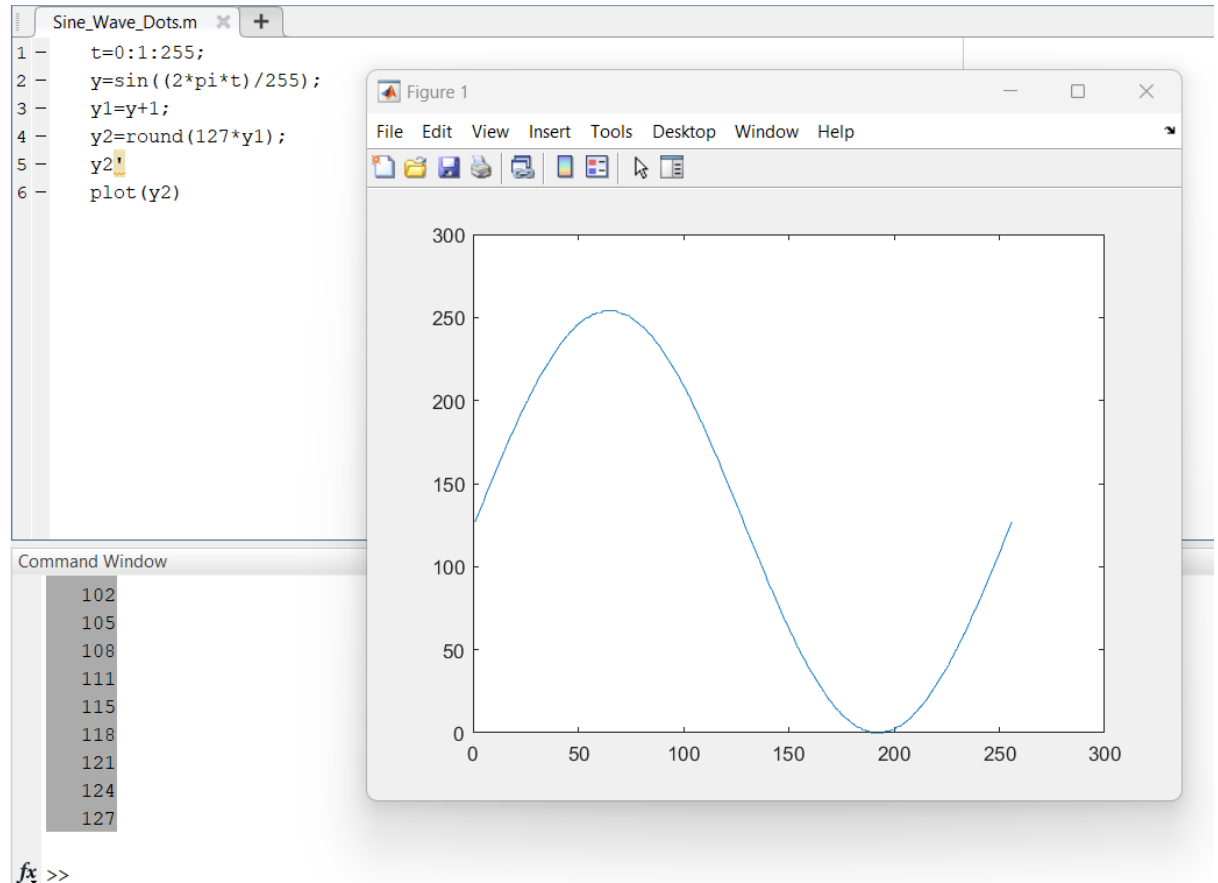 Sine_Wave_Dots.m
1 – t=0:1:255;
2 – y=sin((2*pi*t)/255);
3 – y1=y+1;
4 – y2=round(127*y1);
5 – y2'
6 – plot(y2)
Figure 1
File Edit View Insert Tools Desktop Window Help
300
250
200
150
100
50
0
0 50 100 150 200 250 300
Command Window
102
105
108
111
115
118
121
124
127
fx >>